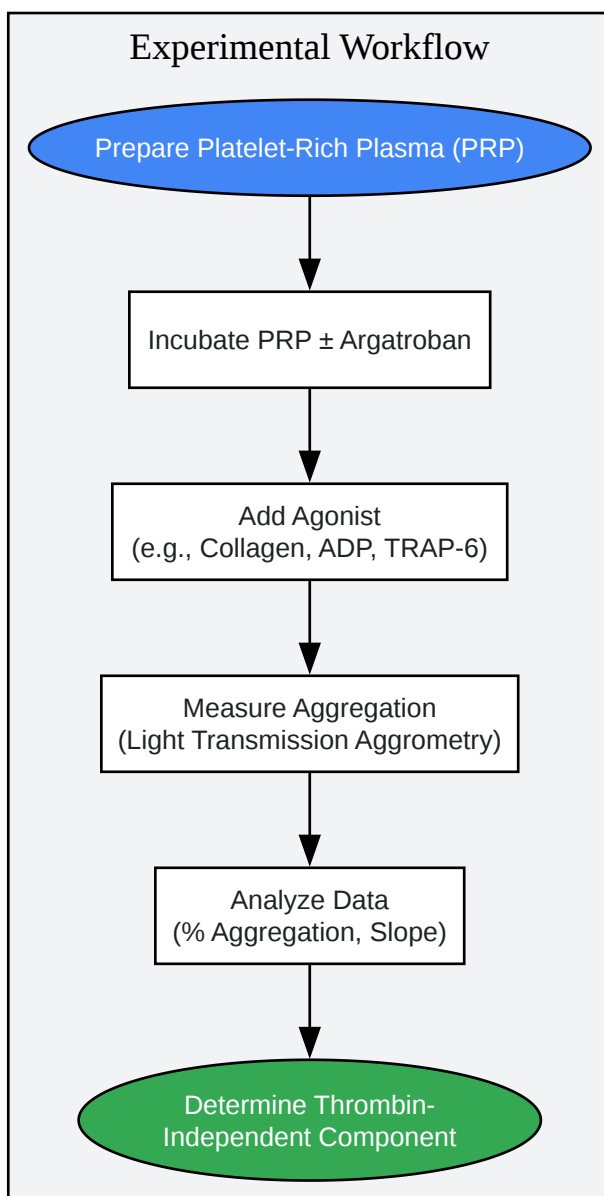 Experimental Workflow
Prepare Platelet-Rich Plasma (PRP)
Incubate PRP ± Argatroban
Add Agonist
(e.g., Collagen, ADP, TRAP-6)
Measure Aggregation
(Light Transmission Aggrometry)
Analyze Data
(% Aggregation, Slope)
Determine Thrombin-
Independent Component